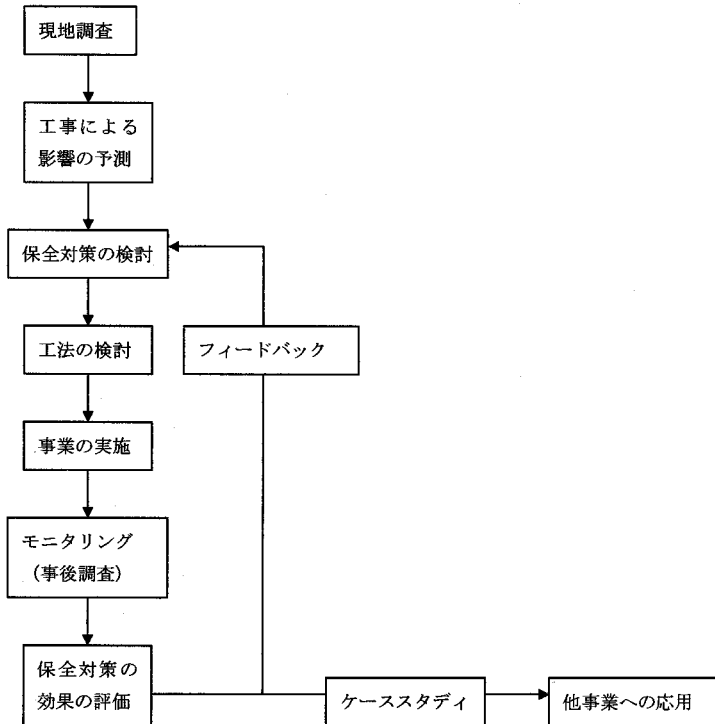 現地調査
工事による
影響の予測
保全対策の検討
工法の検討
フィードバック
事業の実施
モニタリング
（事後調査）
保全対策の
効果の評価
ケーススタディ
他事業への応用